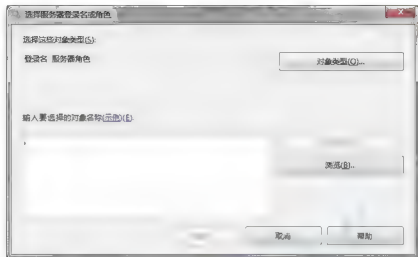 选择服务器登录名或角色
选择这些对象类型(S):
登录名 服务器角色
对象类型(O)...
输入要选择的对象名称(示例)(E):
浏览(B)..
取消
帮助